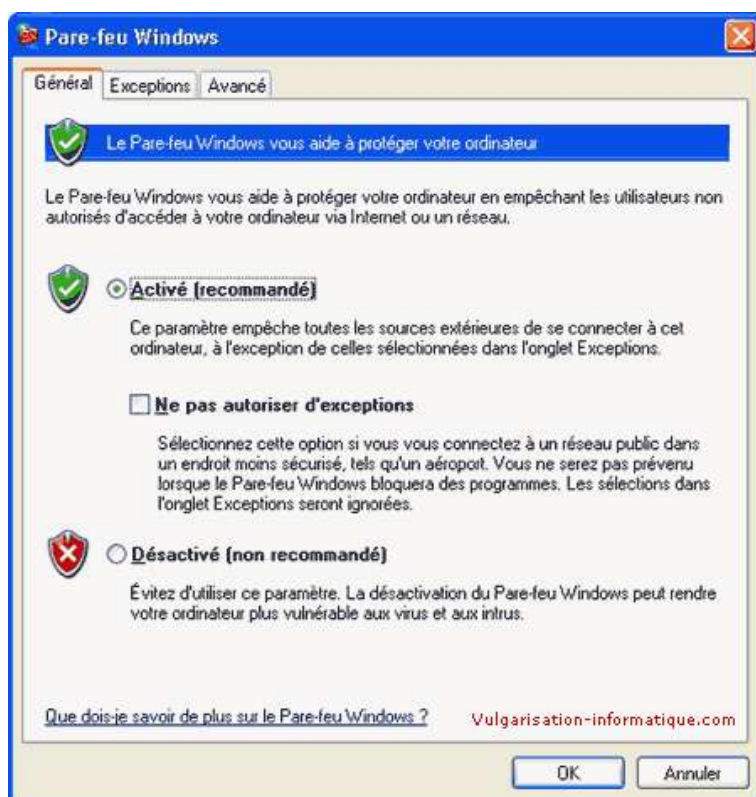 Pare-feu Windows
Général Exceptions Avancé
Le Pare-feu Windows vous aide à protéger votre ordinateur
Le Pare-feu Windows vous aide à protéger votre ordinateur en empêchant les utilisateurs non
autorisés d'accéder à votre ordinateur via Internet ou un réseau.
Activé (recommandé)
Ce paramètre empêche toutes les sources extérieures de se connecter à cet
ordinateur, à l'exception de celles sélectionnées dans l'onglet Exceptions.
Ne pas autoriser d'exceptions
Sélectionnez cette option si vous vous connectez à un réseau public dans
un endroit moins sécurisé, tels qu'un aéroport. Vous ne serez pas prévenu
lorsque le Pare-feu Windows bloquera des programmes. Les sélections dans
l'onglet Exceptions seront ignorées.
Désactivé (non recommandé)
Évitez d'utiliser ce paramètre. La désactivation du Pare-feu Windows peut rendre
votre ordinateur plus vulnérable aux virus et aux intrus.
Que dois-je savoir de plus sur le Pare-feu Windows ? Vulgarisation-informatique.com
OK Annuler